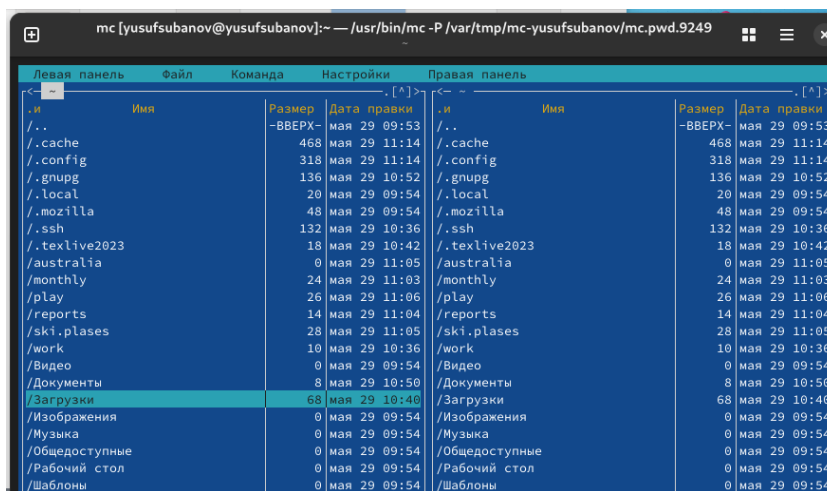 mc [yusufsubanov@yusufsubanov]:~ — /usr/bin/mc -P /var/tmp/mc-yusufsubanov/mc.pwd.9249
~
Левая панель Файл Команда Настройки Правая панель
<— ~ .[^]> <— ~ .[^]>
.и Имя Размер Дата правки .и Имя Размер Дата правки
/.. -ВВЕРХ- мая 29 09:53 /.. -ВВЕРХ- мая 29 09:53
/.cache 468 мая 29 11:14 /.cache 468 мая 29 11:14
/.config 318 мая 29 11:14 /.config 318 мая 29 11:14
/.gnupg 136 мая 29 10:52 /.gnupg 136 мая 29 10:52
/.local 20 мая 29 09:54 /.local 20 мая 29 09:54
/.mozilla 48 мая 29 09:54 /.mozilla 48 мая 29 09:54
/.ssh 132 мая 29 10:36 /.ssh 132 мая 29 10:36
/.texlive2023 18 мая 29 10:42 /.texlive2023 18 мая 29 10:42
/australia 0 мая 29 11:05 /australia 0 мая 29 11:05
/monthly 24 мая 29 11:03 /monthly 24 мая 29 11:03
/play 26 мая 29 11:06 /play 26 мая 29 11:06
/reports 14 мая 29 11:04 /reports 14 мая 29 11:04
/ski.plases 28 мая 29 11:05 /ski.plases 28 мая 29 11:05
/work 10 мая 29 10:36 /work 10 мая 29 10:36
/Видео 0 мая 29 09:54 /Видео 0 мая 29 09:54
/Документы 8 мая 29 10:50 /Документы 8 мая 29 10:50
/Загрузки 68 мая 29 10:40 /Загрузки 68 мая 29 10:40
/Изображения 0 мая 29 09:54 /Изображения 0 мая 29 09:54
/Музыка 0 мая 29 09:54 /Музыка 0 мая 29 09:54
/Общедоступные 0 мая 29 09:54 /Общедоступные 0 мая 29 09:54
/Рабочий стол 0 мая 29 09:54 /Рабочий стол 0 мая 29 09:54
/Шаблоны 0 мая 29 09:54 /Шаблоны 0 мая 29 09:54